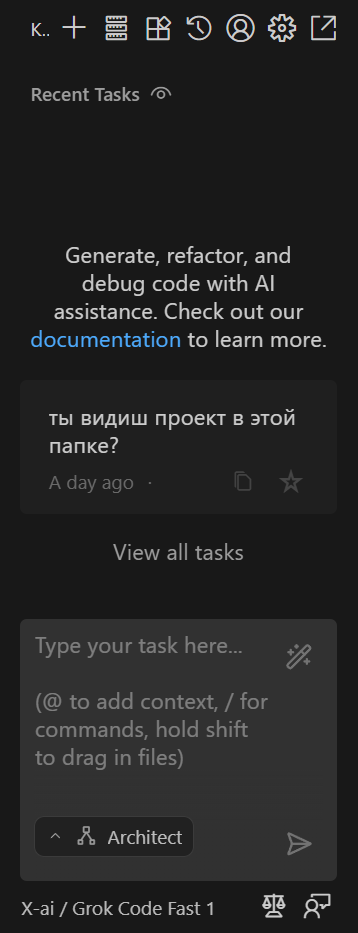 K..
Recent Tasks
Generate, refactor, and
debug code with AI
assistance. Check out our
documentation to learn more.
ты видиш проект в этой
папке?
A day ago ·
View all tasks
Type your task here...
(@ to add context, / for
commands, hold shift
to drag in files)
Architect
X-ai / Grok Code Fast 1